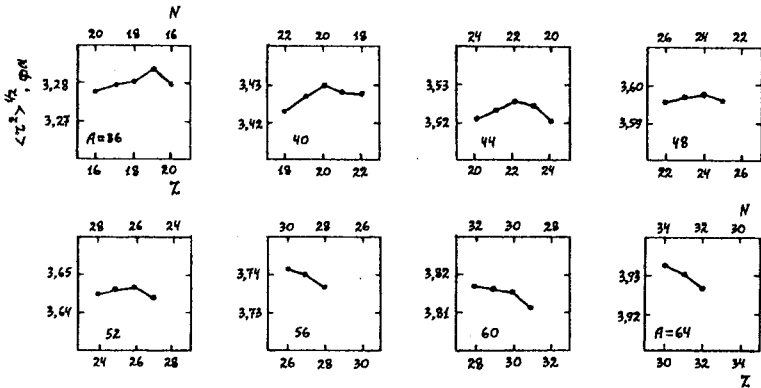 N
20 18 16
22 20 18
24 22 20
26 24 22
<r²>^1/2, фм
3,28
3,27
A=36
3,43
3,42
40
3,53
3,52
44
3,60
3,59
48
16 18 20
18 20 22
20 22 24
22 24 26
Z
N
28 26 24
30 28 26
32 30 28
34 32 30
3,65
3,64
52
3,74
3,73
56
3,82
3,81
60
3,93
3,92
A=64
24 26 28
26 28 30
28 30 32
30 32 34
Z